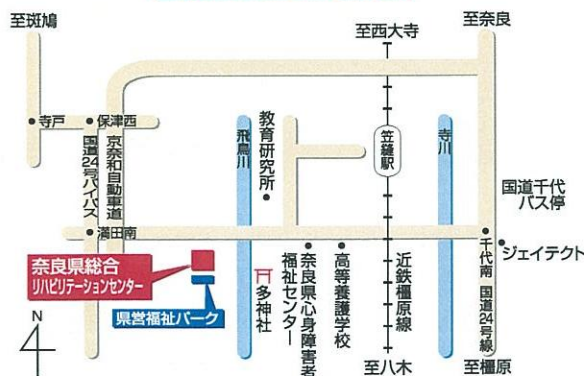 至斑鳩
至西大寺
至奈良
寺戸
保津西
国道24号バイパス
京奈和自動車道
飛鳥川
教育研究所
笠縫駅
寺川
国道千代
バス停
満田南
千代南
ジェイテクト
奈良県総合
リハビリテーションセンター
県営福祉パーク
多神社
奈良県心身障害者
福祉センター
高等養護学校
近鉄橿原線
国道24号線
N
至八木
至橿原